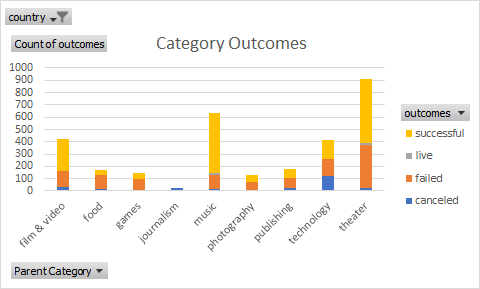 country
Count of outcomes
Category Outcomes
1000
900
800
700
600
500
400
300
200
100
0
film & video
food
games
journalism
music
photography
publishing
technology
theater
outcomes
successful
live
failed
canceled
Parent Category